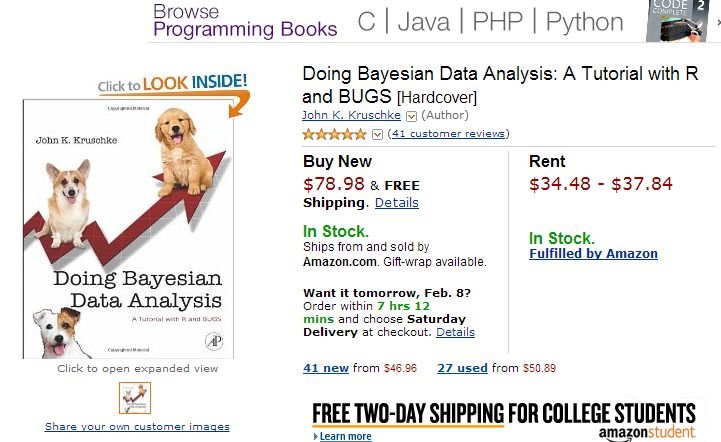 Browse
Programming Books
C | Java | PHP | Python
CODE
COMPLETE 2
Click to LOOK INSIDE!
John K. Kruschke
Doing Bayesian
Data Analysis
A Tutorial with R and BUGS
AP
Copyrighted Material
Copyrighted Material
Click to open expanded view
Share your own customer images
Doing Bayesian Data Analysis: A Tutorial with R
and BUGS [Hardcover]
John K. Kruschke (Author)
(41 customer reviews)
Buy New
$78.98 & FREE
Shipping. Details
In Stock.
Ships from and sold by
Amazon.com. Gift-wrap available.
Want it tomorrow, Feb. 8?
Order within 7 hrs 12
mins and choose Saturday
Delivery at checkout. Details
Rent
$34.48 - $37.84
In Stock.
Fulfilled by Amazon
41 new from $46.96 27 used from $50.89
FREE TWO-DAY SHIPPING FOR COLLEGE STUDENTS
Learn more
amazonstudent